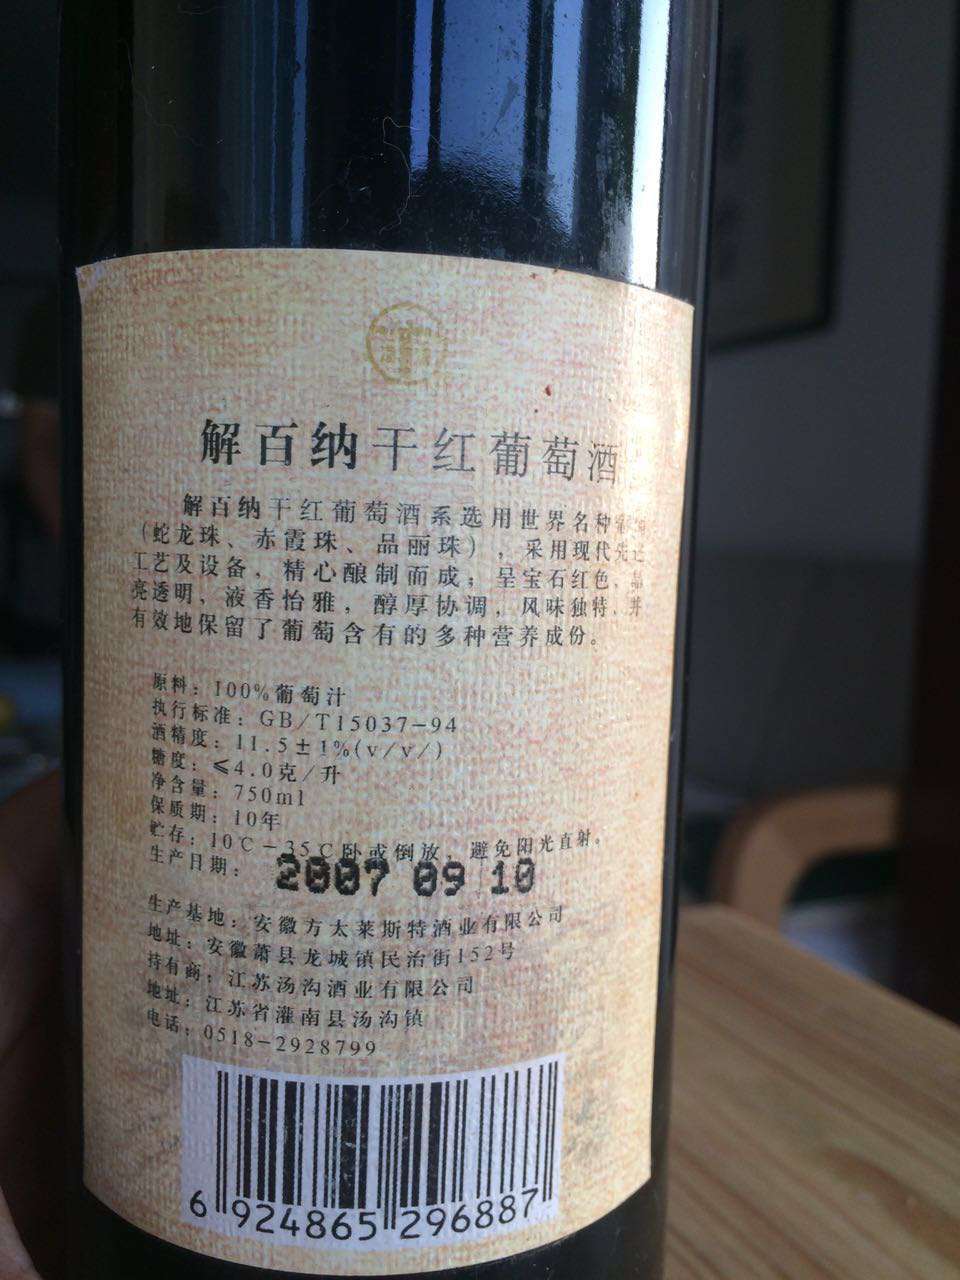 解百纳干红葡萄酒
解百纳干红葡萄酒系选用世界名种葡萄
（蛇龙珠、赤霞珠、品丽珠），采用现代先进
工艺及设备，精心酿制而成；呈宝石红色，晶
亮透明，液香怡雅，醇厚协调，风味独特，并
有效地保留了葡萄含有的多种营养成份。
原料：100%葡萄汁
执行标准：GB/T15037-94
酒精度：11.5±1%(v/v/)
糖度：≤4.0克/升
净含量：750ml
保质期：10年
贮存：10℃-35℃卧或倒放，避免阳光直射。
生产日期：2007 09 10
生产基地：安徽方太莱斯特酒业有限公司
地址：安徽萧县龙城镇民治街152号
持有商：江苏汤沟酒业有限公司
地址：江苏省灌南县汤沟镇
电话：0518-2928799
6 924865 296887